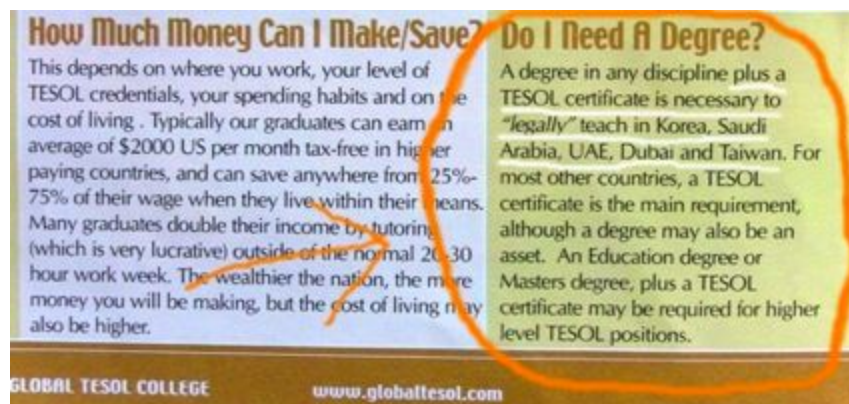 How Much Money Can I Make/Save?
This depends on where you work, your level of
TESOL credentials, your spending habits and on the
cost of living . Typically our graduates can earn an
average of $2000 US per month tax-free in higher
paying countries, and can save anywhere from 25%-
75% of their wage when they live within their means.
Many graduates double their income by tutoring
(which is very lucrative) outside of the normal 20-30
hour work week. The wealthier the nation, the more
money you will be making, but the cost of living may
also be higher.
Do I Need A Degree?
A degree in any discipline plus a
TESOL certificate is necessary to
"legally" teach in Korea, Saudi
Arabia, UAE, Dubai and Taiwan. For
most other countries, a TESOL
certificate is the main requirement,
although a degree may also be an
asset. An Education degree or
Masters degree, plus a TESOL
certificate may be required for higher
level TESOL positions.
GLOBAL TESOL COLLEGE
www.globaltesol.com